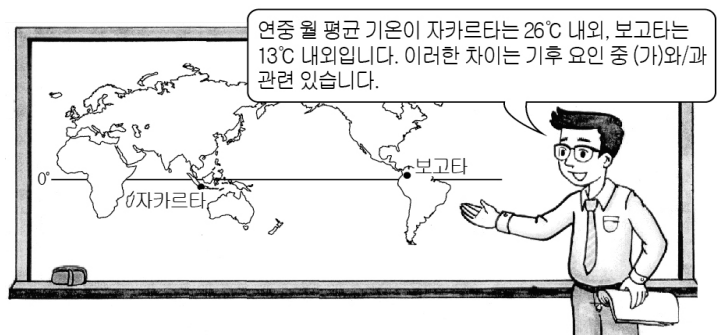 연중 월 평균 기온이 자카르타는 26℃ 내외, 보고타는
13℃ 내외입니다. 이러한 차이는 기후 요인 중 (가)와/과
관련 있습니다.
보고타
0°
자카르타